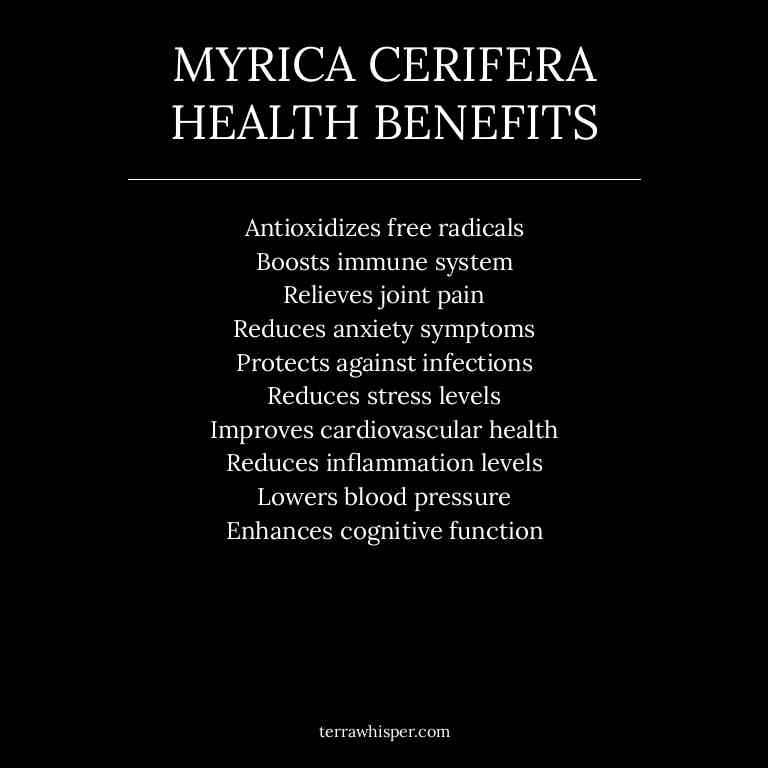 MYRICA CERIFERA
HEALTH BENEFITS
Antioxidizes free radicals
Boosts immune system
Relieves joint pain
Reduces anxiety symptoms
Protects against infections
Reduces stress levels
Improves cardiovascular health
Reduces inflammation levels
Lowers blood pressure
Enhances cognitive function
terrawhisper.com